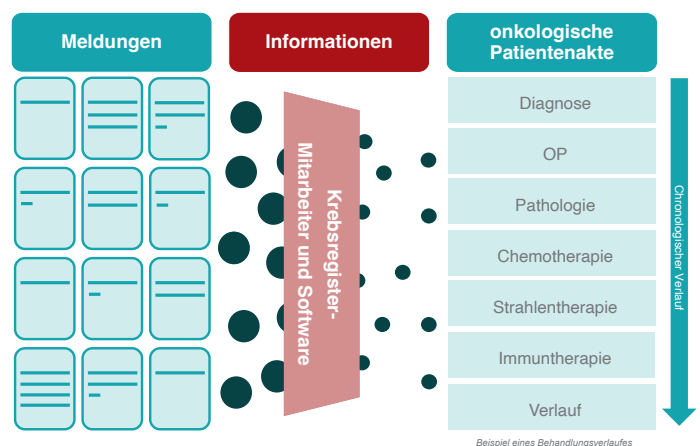 Meldungen
Informationen
onkologische
Patientenakte
Krebsregister-
Mitarbeiter und Software
Diagnose
OP
Pathologie
Chemotherapie
Strahlentherapie
Immuntherapie
Verlauf
Chronologischer Verlauf
Beispiel eines Behandlungsverlaufes